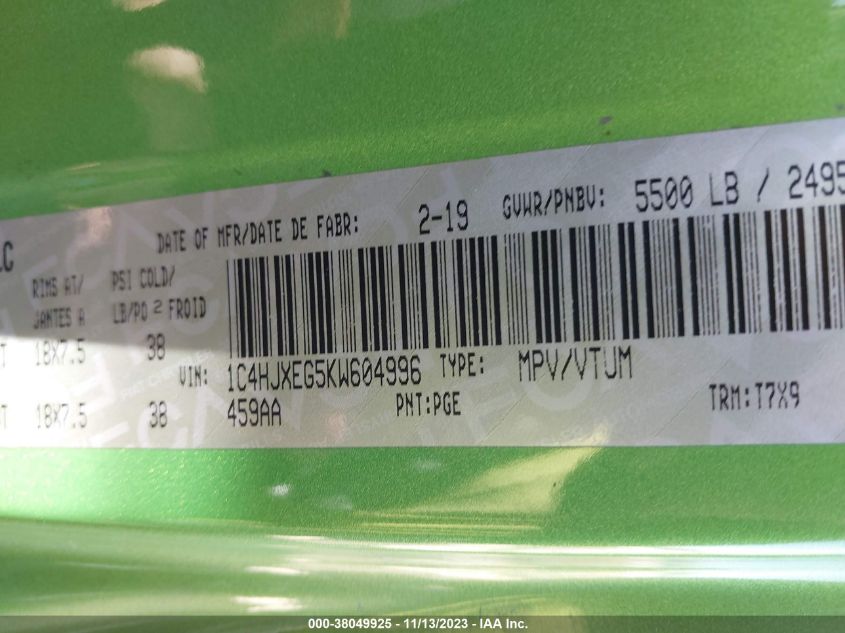 LC
DATE OF MFR/DATE DE FABR: 2-19 GVWR/PNBV: 5500 LB / 2495
RIMS AT/ PSI COLD/
JANTES A LB/PO 2 FROID
18X7.5 38
VIN: 1C4HJXEG5KW604996 TYPE: MPV/VTUM
18X7.5 38 459AA PNT:PGE TRM:T7X9
000-38049925 - 11/13/2023 - © IAA Inc.